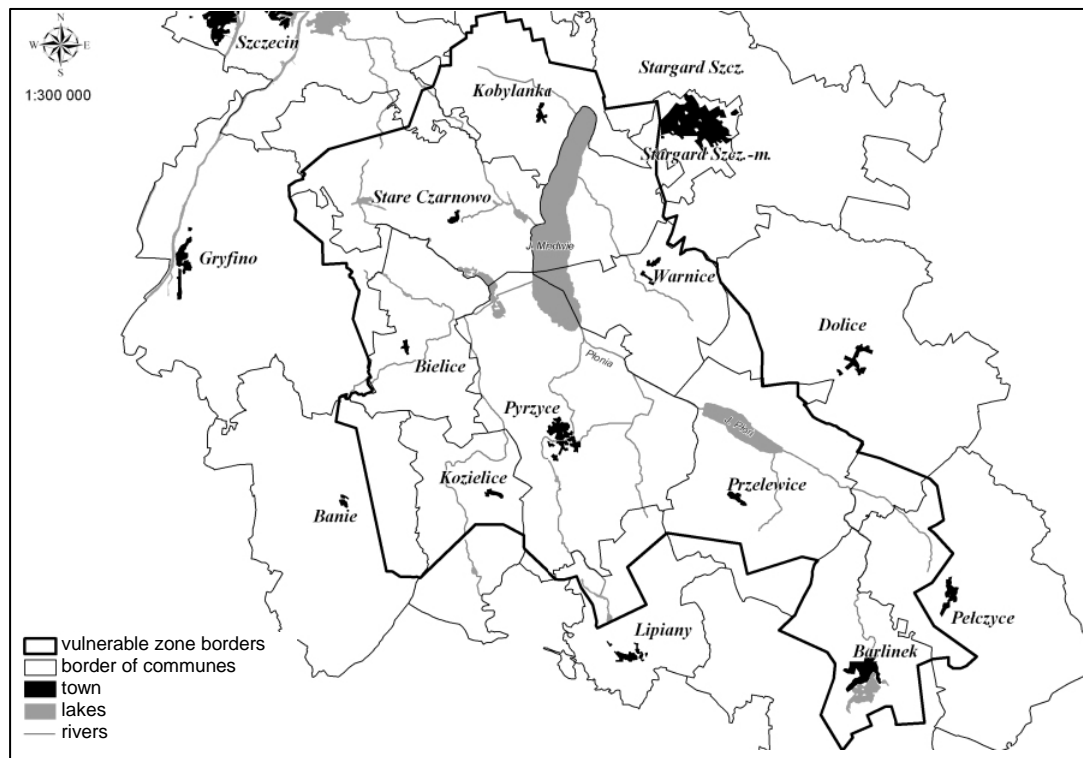 N
W E
S
1:300 000
Szczecin
Kobylanka
Stargard Szcz.
Stargard Szcz.-m.
Stare Czarnowo
Gryfino
Warnice
Dolice
Płonia
Bielice
Pyrzyce
Kozielice
Banie
Przelewice
Pełczyce
Lipiany
Barlinek
vulnerable zone borders
border of communes
town
lakes
rivers